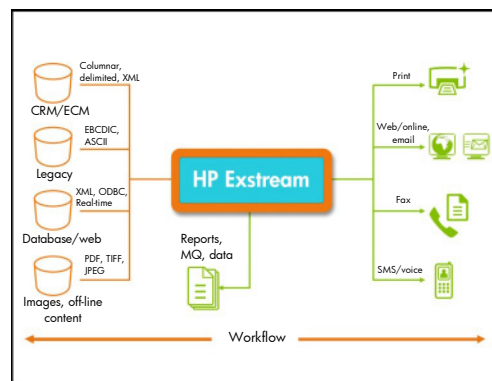 Columnar,
delimited, XML
CRM/ECM
EBCDIC,
ASCII
Legacy
XML, ODBC,
Real-time
Database/web
PDF, TIFF,
JPEG
Images, off-line
content
HP Exstream
Reports,
MQ, data
Print
Web/online,
email
Fax
SMS/voice
Workflow